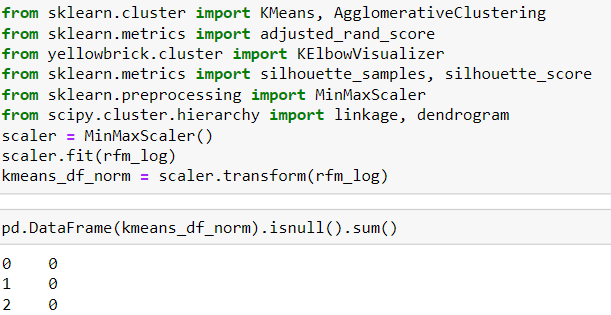 from sklearn.cluster import KMeans, AgglomerativeClustering
from sklearn.metrics import adjusted_rand_score
from yellowbrick.cluster import KElbowVisualizer
from sklearn.metrics import silhouette_samples, silhouette_score
from sklearn.preprocessing import MinMaxScaler
from scipy.cluster.hierarchy import linkage, dendrogram
scaler = MinMaxScaler()
scaler.fit(rfm_log)
kmeans_df_norm = scaler.transform(rfm_log)
pd.DataFrame(kmeans_df_norm).isnull().sum()
0    0
1    0
2    0